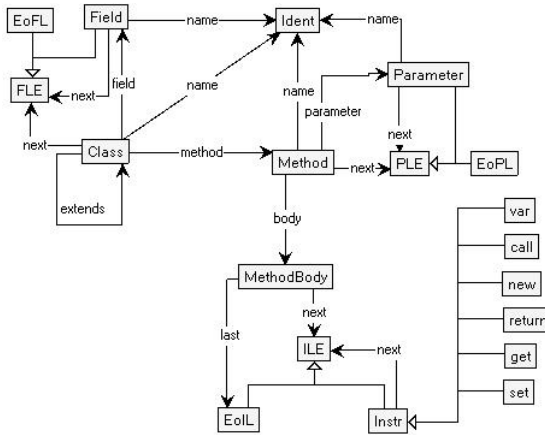 EoFL
Field
name
Ident
name
Parameter
FLE
next
field
name
name
parameter
next
next
Class
method
Method
next
PLE
EoPL
extends
body
var
call
MethodBody
new
next
last
return
ILE
next
get
set
EoIL
Instr